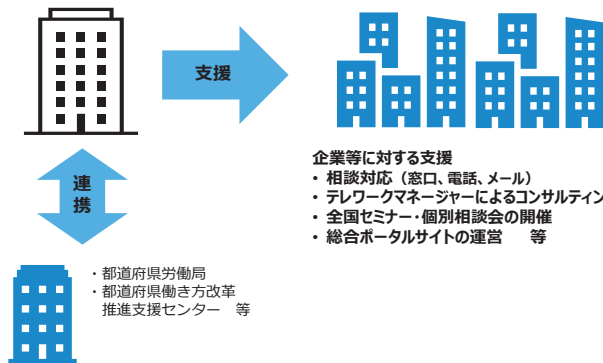 支援
企業等に対する支援
・ 相談対応（窓口、電話、メール）
・ テレワークマネージャーによるコンサルティン
・ 全国セミナー・個別相談会の開催
・ 総合ポータルサイトの運営　等
連
携
・都道府県労働局
・都道府県働き方改革
推進支援センター　等